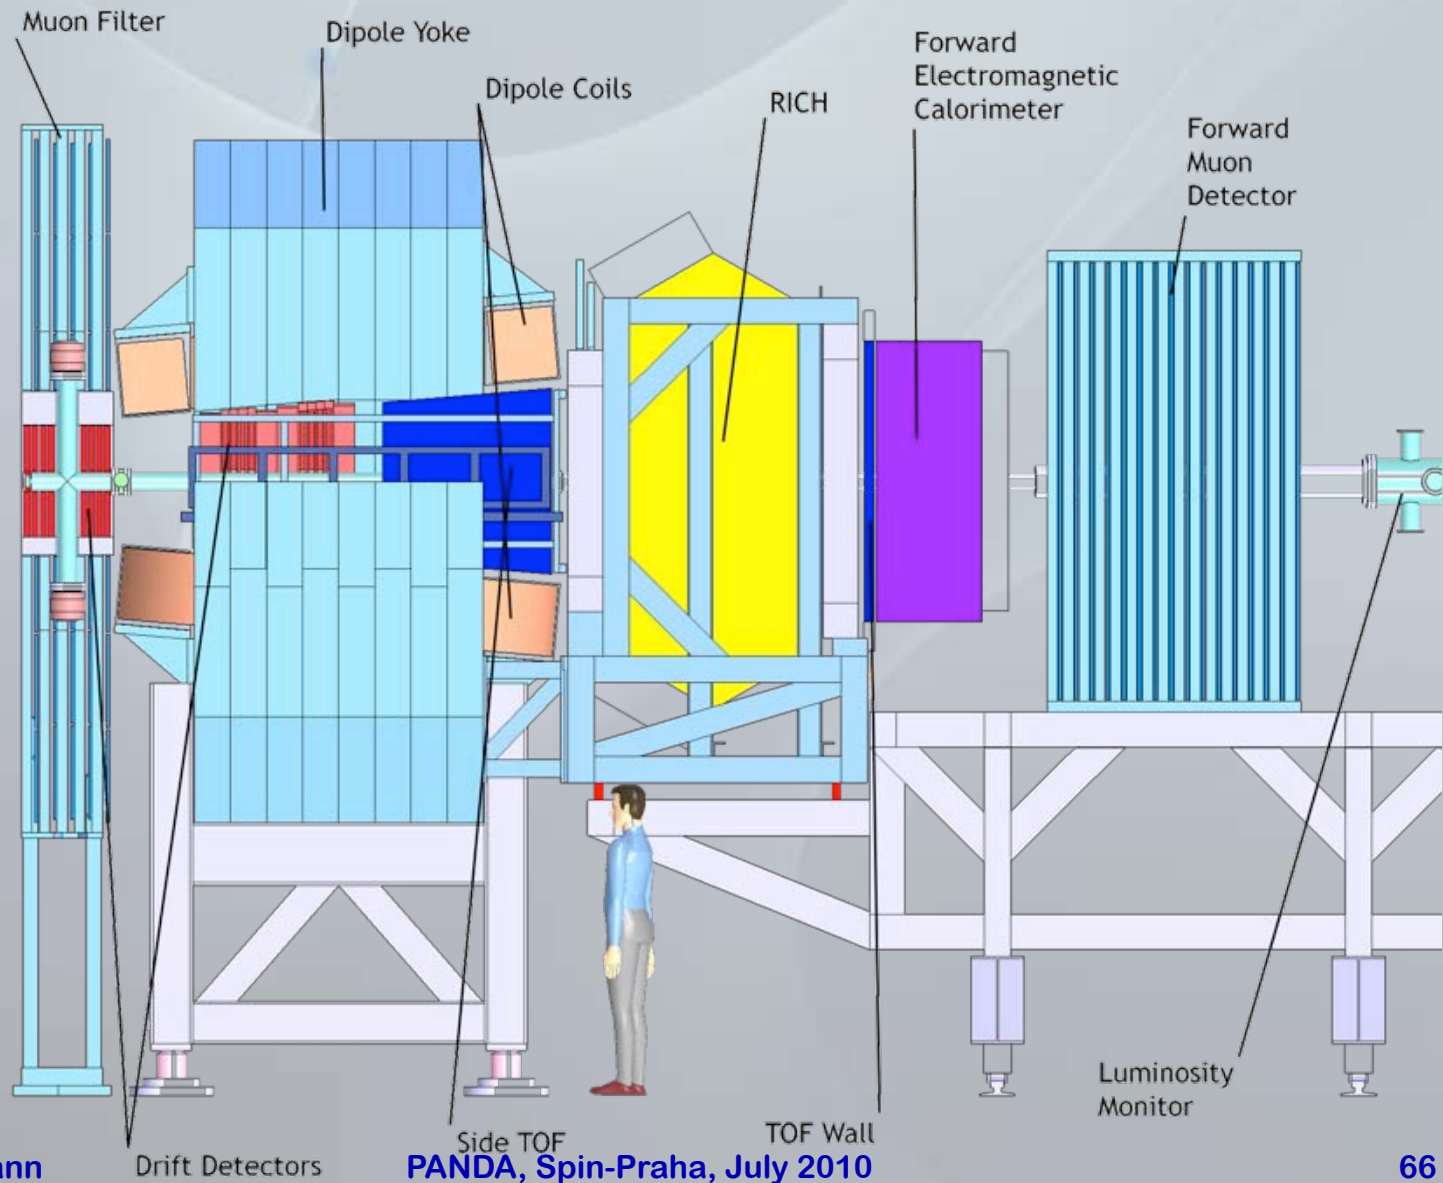 Muon Filter
Dipole Yoke
Dipole Coils
RICH
Forward
Electromagnetic
Calorimeter
Forward
Muon
Detector
Luminosity
Monitor
TOF Wall
Side TOF
Drift Detectors
ann
PANDA, Spin-Praha, July 2010
66